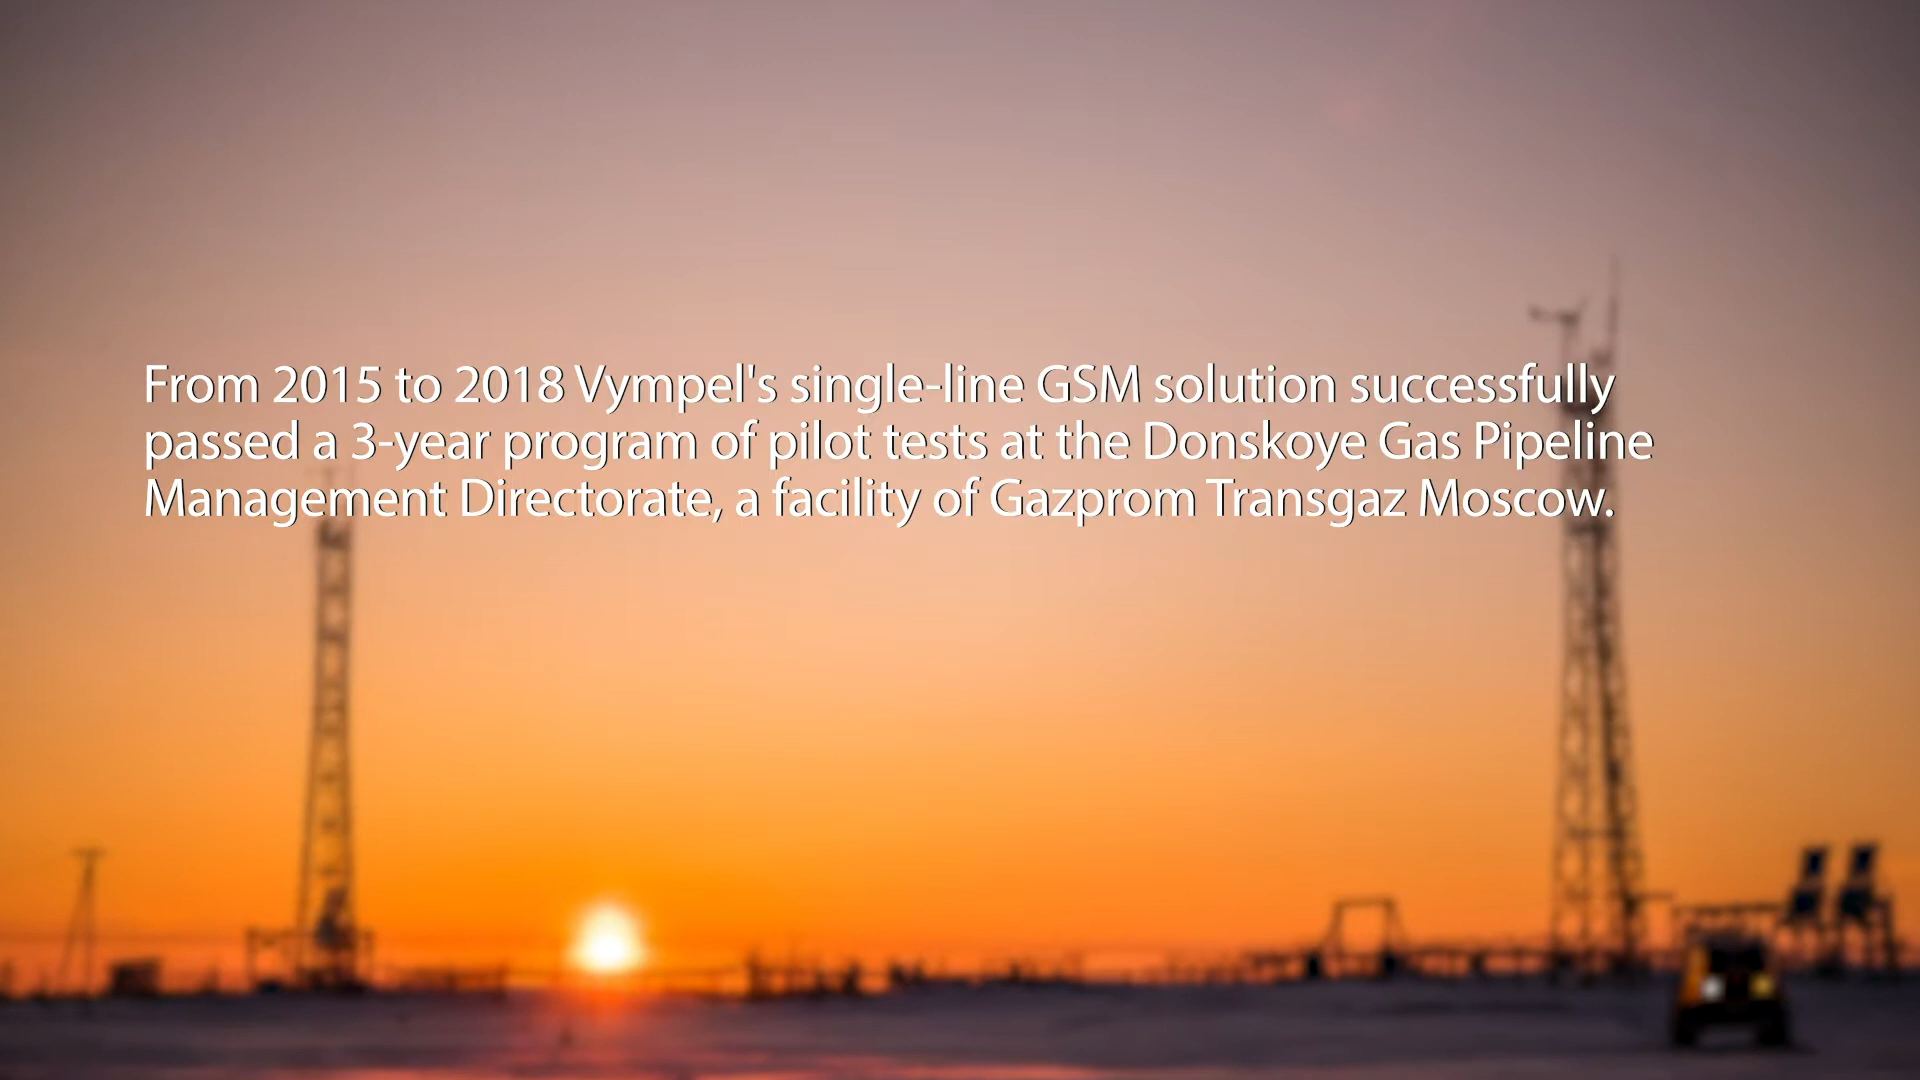 From 2015 to 2018 Vympel's single-line GSM solution successfully
passed a 3-year program of pilot tests at the Donskoye Gas Pipeline
Management Directorate, a facility of Gazprom Transgaz Moscow.